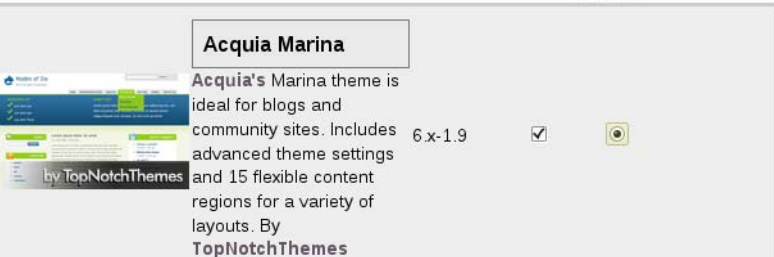 Acquia Marina
Acquia's Marina theme is
ideal for blogs and
community sites. Includes
advanced theme settings
and 15 flexible content
regions for a variety of
layouts. By
TopNotchThemes
6.x-1.9
by TopNotchThemes